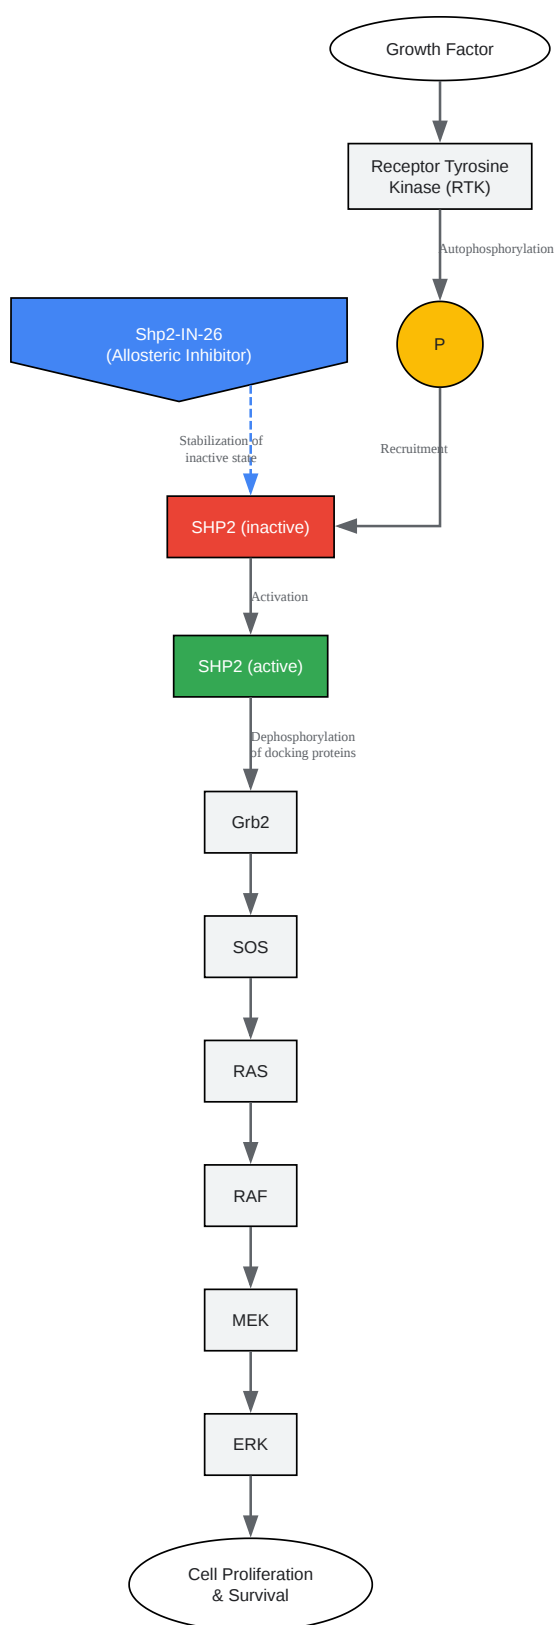 Growth Factor
Receptor Tyrosine
Kinase (RTK)
Autophosphorylation
Shp2-IN-26
(Allosteric Inhibitor)
P
Stabilization of
inactive state
Recruitment
SHP2 (inactive)
Activation
SHP2 (active)
Dephosphorylation
of docking proteins
Grb2
SOS
RAS
RAF
MEK
ERK
Cell Proliferation
& Survival